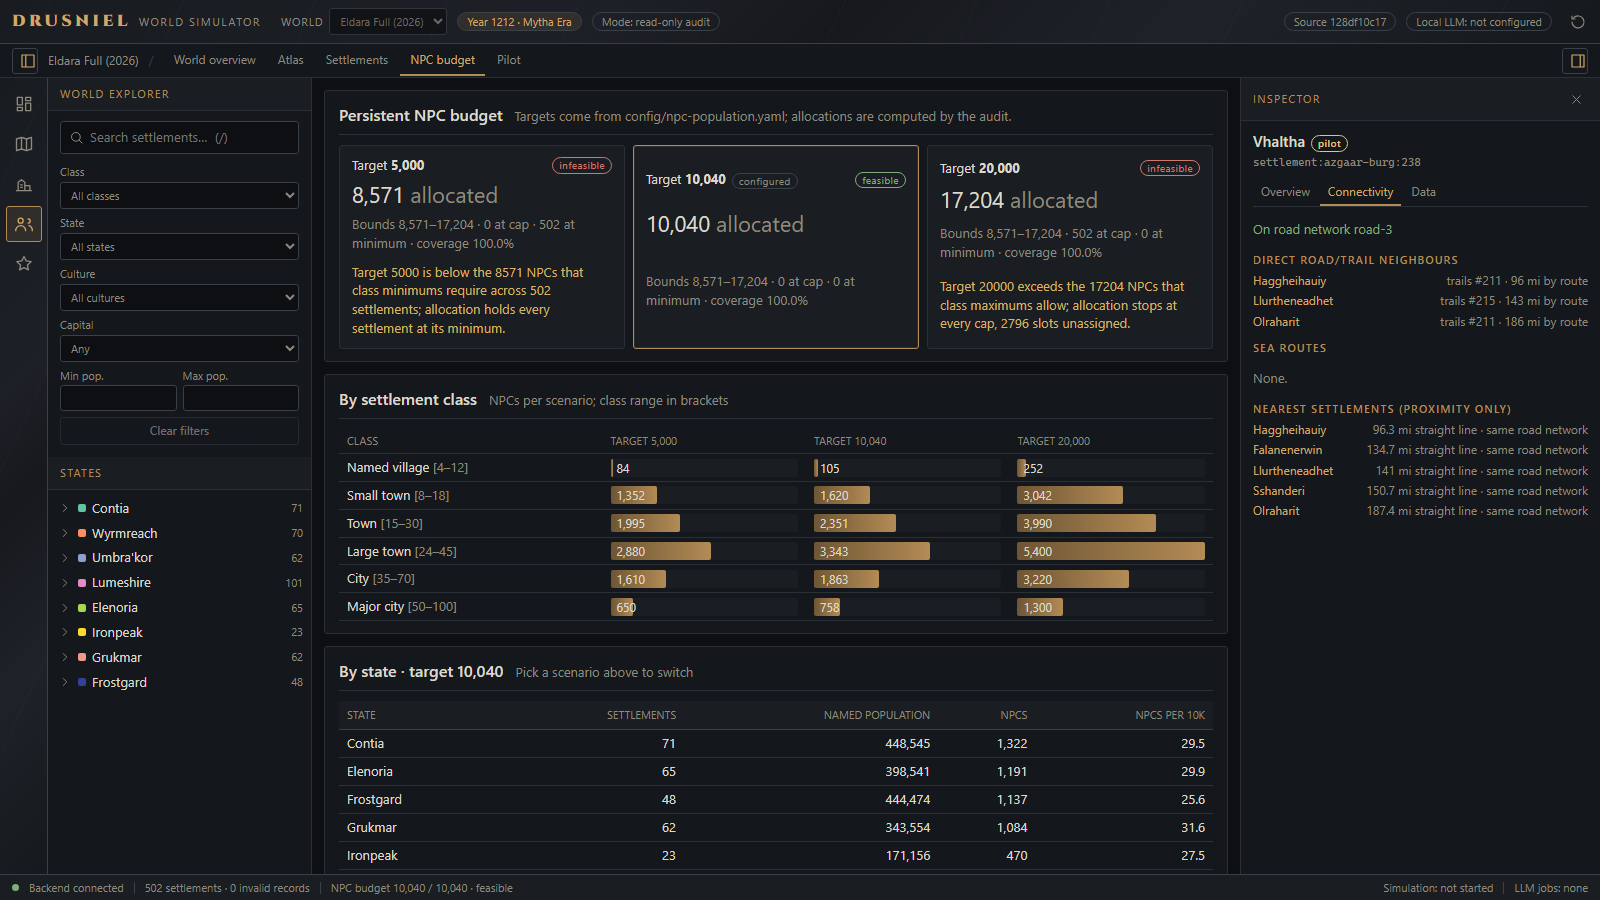 DRUSNIEL WORLD SIMULATOR WORLD Eldara Full (2026) Year 1212 · Mytha Era Mode: read-only audit Source 128df10c17 Local LLM: not configured
Eldara Full (2026) / World overview Atlas Settlements NPC budget Pilot
WORLD EXPLORER
Search settlements... (/)
Class
All classes
State
All states
Culture
All cultures
Capital
Any
Min pop. Max pop.
Clear filters
STATES
Contia 71
Wyrmreach 70
Umbra'kor 62
Lumeshire 101
Elenoria 65
Ironpeak 23
Grukmar 62
Frostgard 48
Persistent NPC budget Targets come from config/npc-population.yaml; allocations are computed by the audit.
Target 5,000 infeasible
8,571 allocated
Bounds 8,571–17,204 · 0 at cap · 502 at
minimum · coverage 100.0%
Target 5000 is below the 8571 NPCs that
class minimums require across 502
settlements; allocation holds every
settlement at its minimum.
Target 10,040 configured feasible
10,040 allocated
Bounds 8,571–17,204 · 0 at cap · 0 at
minimum · coverage 100.0%
Target 20,000 infeasible
17,204 allocated
Bounds 8,571–17,204 · 502 at cap · 0 at
minimum · coverage 100.0%
Target 20000 exceeds the 17204 NPCs that
class maximums allow; allocation stops at
every cap, 2796 slots unassigned.
By settlement class NPCs per scenario; class range in brackets
CLASS TARGET 5,000 TARGET 10,040 TARGET 20,000
Named village [4–12] 84 105 252
Small town [8–18] 1,352 1,620 3,042
Town [15–30] 1,995 2,351 3,990
Large town [24–45] 2,880 3,343 5,400
City [35–70] 1,610 1,863 3,220
Major city [50–100] 650 758 1,300
By state · target 10,040 Pick a scenario above to switch
STATE SETTLEMENTS NAMED POPULATION NPCS NPCS PER 10K
Contia 71 448,545 1,322 29.5
Elenoria 65 398,541 1,191 29.9
Frostgard 48 444,474 1,137 25.6
Grukmar 62 343,554 1,084 31.6
Ironpeak 23 171,156 470 27.5
INSPECTOR
Vhaltha pilot
settlement:azgaar-burg:238
Overview Connectivity Data
On road network road-3
DIRECT ROAD/TRAIL NEIGHBOURS
Haggheihauiy trails #211 · 96 mi by route
Llurtheneadhet trails #215 · 143 mi by route
Olraharit trails #211 · 186 mi by route
SEA ROUTES
None.
NEAREST SETTLEMENTS (PROXIMITY ONLY)
Haggheihauiy 96.3 mi straight line · same road network
Falanenerwin 134.7 mi straight line · same road network
Llurtheneadhet 141 mi straight line · same road network
Sshanderi 150.7 mi straight line · same road network
Olraharit 187.4 mi straight line · same road network
Backend connected 502 settlements · 0 invalid records NPC budget 10,040 / 10,040 · feasible Simulation: not started LLM jobs: none